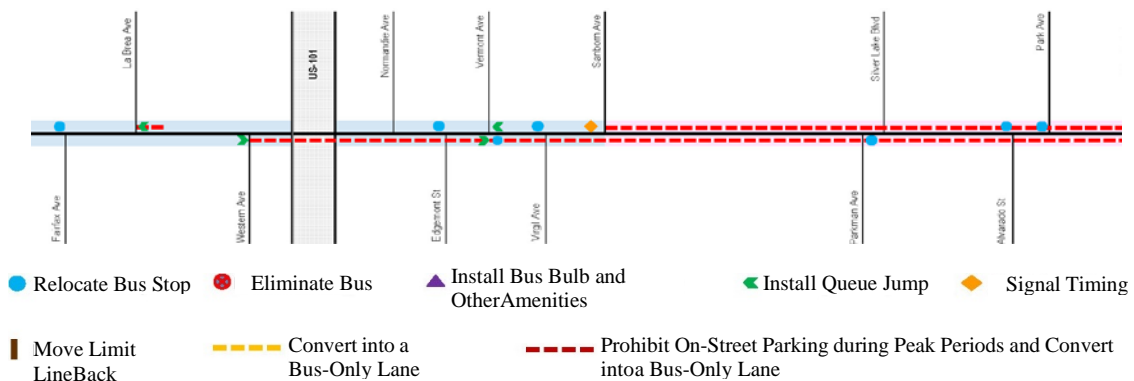 La Brea Ave
US-101
Normandie Ave
Vermont Ave
Sanborn Ave
Silver Lake Blvd
Park Ave
Fairfax Ave
Western Ave
Edgemont St
Virgil Ave
Parkman Ave
Alvarado St
Relocate Bus Stop
Eliminate Bus
Install Bus Bulb and
OtherAmenities
Install Queue Jump
Signal Timing
Move Limit
LineBack
Convert into a
Bus-Only Lane
Prohibit On-Street Parking during Peak Periods and Convert
intoa Bus-Only Lane